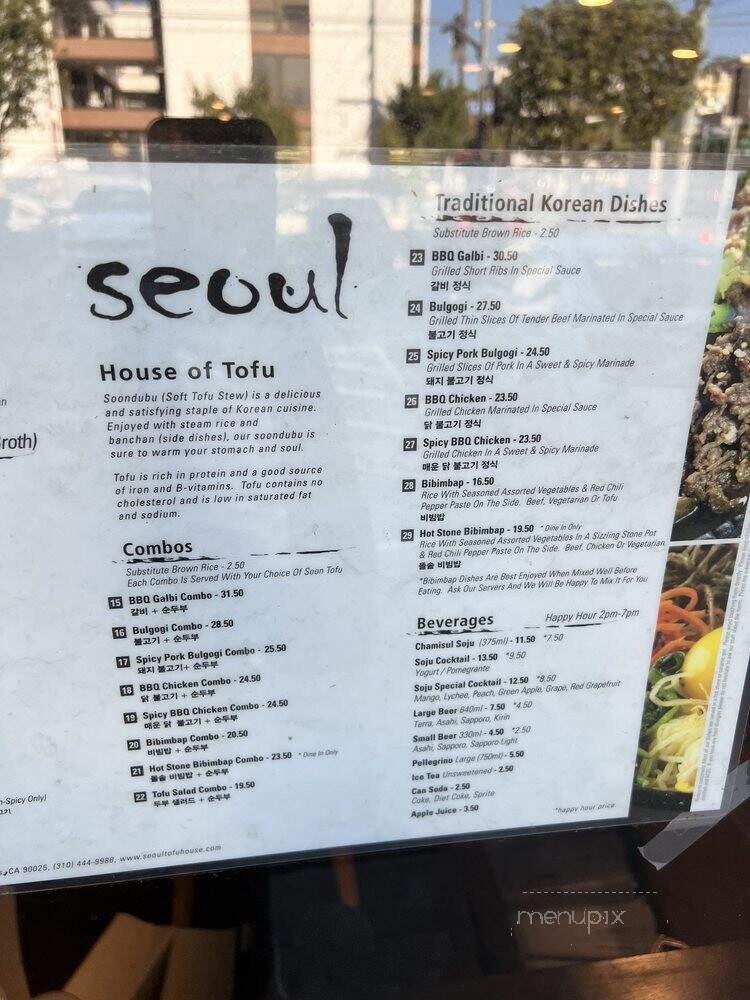 seoul
House of Tofu
Soondubu (Soft Tofu Stew) is a delicious
and satisfying staple of Korean cuisine.
Enjoyed with steam rice and
banchan (side dishes), our soondubu is
sure to warm your stomach and soul.
Tofu is rich in protein and a good source
of iron and B-vitamins. Tofu contains no
cholesterol and is low in saturated fat
and sodium.
Combos
Substitute Brown Rice - 2.50
Each Combo Is Served With Your Choice Of Soon Tofu
15 BBQ Galbi Combo - 31.50
갈비 + 순두부
16 Bulgogi Combo - 28.50
불고기 + 순두부
17 Spicy Pork Bulgogi Combo - 25.50
돼지 불고기 + 순두부
18 BBQ Chicken Combo - 24.50
닭 불고기 + 순두부
19 Spicy BBQ Chicken Combo - 24.50
매운 닭 불고기 + 순두부
20 Bibimbap Combo - 20.50
비빔밥 + 순두부
21 Hot Stone Bibimbap Combo - 23.50 * Dine In Only
돌솥 비빔밥 + 순두부
22 Tofu Salad Combo - 19.50
두부 샐러드 + 순두부
roth)
n-Spicy Only)
CA 90025, (310) 444-9988, www.seoultofuhouse.com
Traditional Korean Dishes
Substitute Brown Rice - 2.50
23 BBQ Galbi - 30.50
Grilled Short Ribs In Special Sauce
갈비 정식
24 Bulgogi - 27.50
Grilled Thin Slices Of Tender Beef Marinated In Special Sauce
불고기 정식
25 Spicy Pork Bulgogi - 24.50
Grilled Slices Of Pork In A Sweet & Spicy Marinade
돼지 불고기 정식
26 BBQ Chicken - 23.50
Grilled Chicken Marinated In Special Sauce
닭 불고기 정식
27 Spicy BBQ Chicken - 23.50
Grilled Chicken In A Sweet & Spicy Marinade
매운 닭 불고기 정식
28 Bibimbap - 16.50
Rice With Seasoned Assorted Vegetables & Red Chili
Pepper Paste On The Side. Beef, Vegetarian Or Tofu
비빔밥
29 Hot Stone Bibimbap - 19.50 * Dine In Only
Rice With Seasoned Assorted Vegetables In A Sizzling Stone Pot
& Red Chili Pepper Paste On The Side. Beef, Chicken Or Vegetarian
돌솥 비빔밥
*Bibimbap Dishes Are Best Enjoyed When Mixed Well Before
Eating. Ask Our Servers And We Will Be Happy To Mix It For You
Beverages Happy Hour 2pm-7pm
Chamisul Soju (375ml) - 11.50 *7.50
Soju Cocktail - 13.50 *9.50
Yogurt / Pomegrante
Soju Special Cocktail - 12.50 *8.50
Mango, Lychee, Peach, Green Apple, Grape, Red Grapefruit
Large Beer 640ml - 7.50 *4.50
Terra, Asahi, Sapporo, Kirin
Small Beer 330ml - 4.50 *2.50
Asahi, Sapporo, Sapporo Light
Pellegrino Large (750ml) - 5.50
Ice Tea Unsweetened - 2.50
Can Soda - 2.50
Coke, Diet Coke, Sprite
Apple Juice - 3.50
*happy hour price
menupix